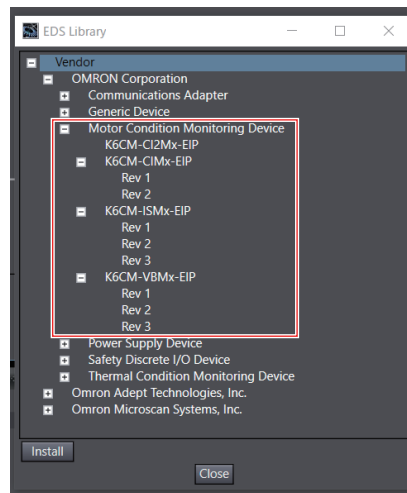 EDS Library
Vendor
OMRON Corporation
Communications Adapter
Generic Device
Motor Condition Monitoring Device
K6CM-CI2Mx-EIP
K6CM-CIMx-EIP
Rev 1
Rev 2
K6CM-ISMx-EIP
Rev 1
Rev 2
Rev 3
K6CM-VBMx-EIP
Rev 1
Rev 2
Rev 3
Power Supply Device
Safety Discrete I/O Device
Thermal Condition Monitoring Device
Omron Adept Technologies, Inc.
Omron Microscan Systems, Inc.
Install
Close